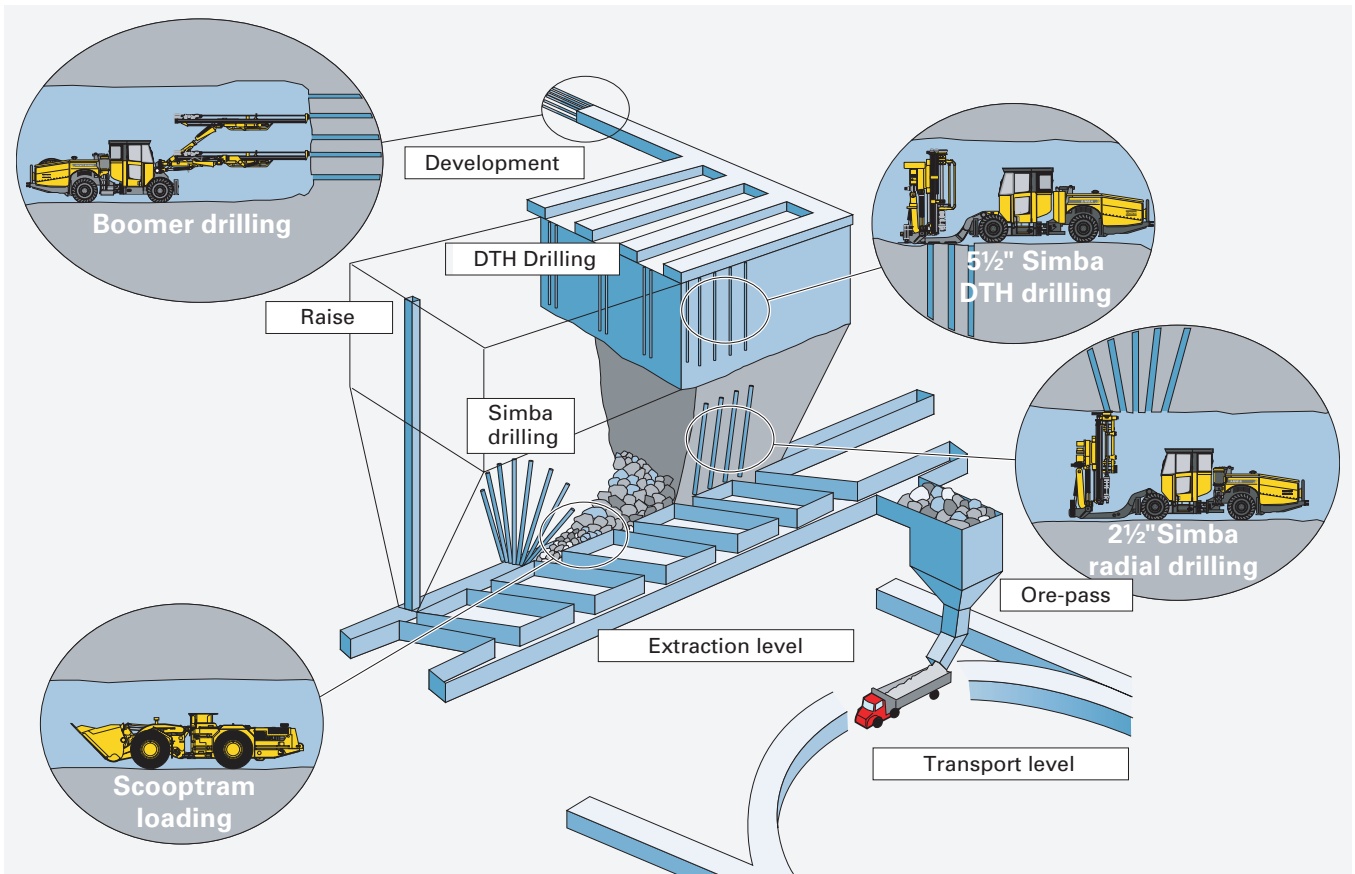 Development
Boomer drilling
DTH Drilling
5½" Simba
DTH drilling
Raise
Simba
drilling
2½"Simba
radial drilling
Ore-pass
Extraction level
Transport level
Scooptram
loading